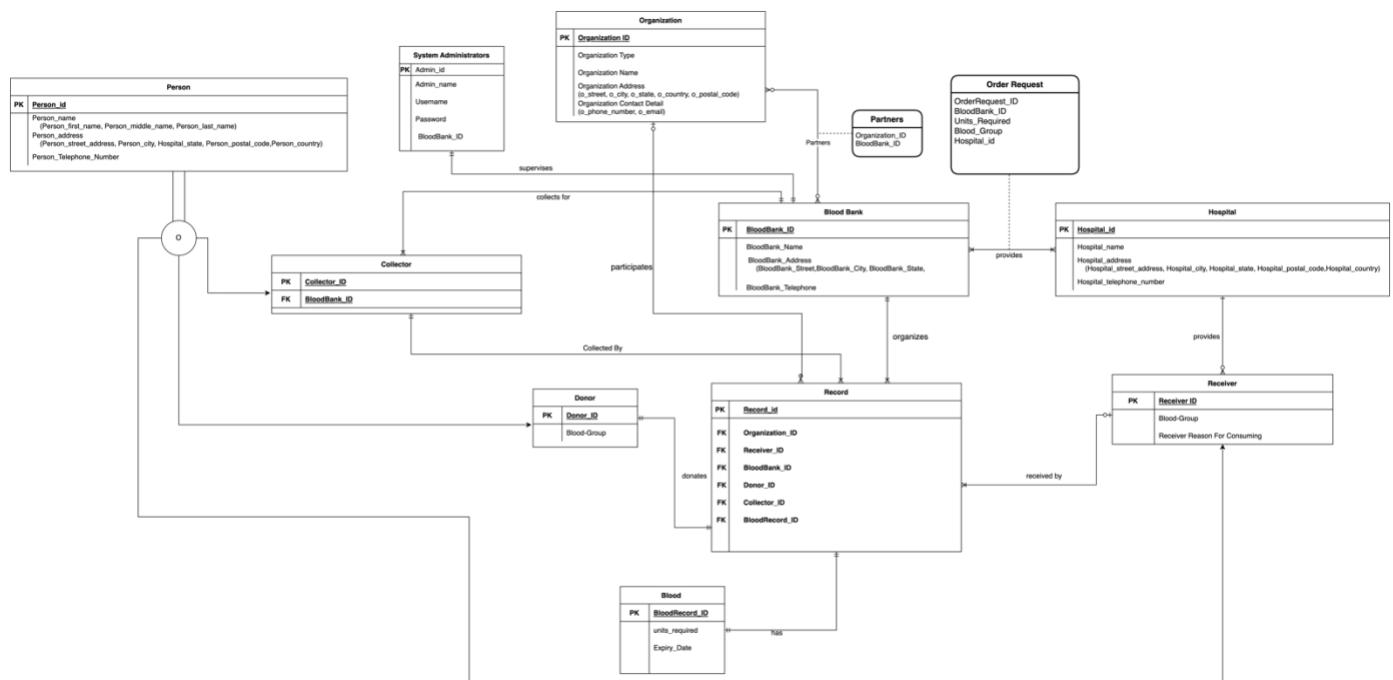 Organization
PK Organization ID
Organization Type
Organization Name
Organization Address
(o_street, o_city, o_state, o_country, o_postal_code)
Organization Contact Detail
(o_phone_number, o_email)
System Administrators
PK Admin_id
Admin_name
Username
Password
BloodBank_ID
Person
PK Person_id
Person_name
(Person_first_name, Person_middle_name, Person_last_name)
Person_address
(Person_street_address, Person_city, Hospital_state, Person_postal_code,Person_country)
Person_Telephone_Number
Order Request
OrderRequest_ID
BloodBank_ID
Units_Required
Blood_Group
Hospital_id
Partners
Organization_ID
BloodBank_ID
Partners
supervises
collects for
O
participates
Blood Bank
PK BloodBank_ID
BloodBank_Name
BloodBank_Address
(BloodBank_Street,BloodBank_City, BloodBank_State,
BloodBank_Telephone
provides
Hospital
PK Hospital_id
Hospital_name
Hospital_address
(Hospital_street_address, Hospital_city, Hospital_state, Hospital_postal_code,Hospital_country)
Hospital_telephone_number
Collector
PK Collector_ID
FK BloodBank_ID
Collected By
organizes
provides
Donor
PK Donor_ID
Blood-Group
donates
Record
PK Record_id
FK Organization_ID
FK Receiver_ID
FK BloodBank_ID
FK Donor_ID
FK Collector_ID
FK BloodRecord_ID
Receiver
PK Receiver ID
Blood-Group
Receiver Reason For Consuming
received by
Blood
PK BloodRecord_ID
units_required
Expiry_Date
has